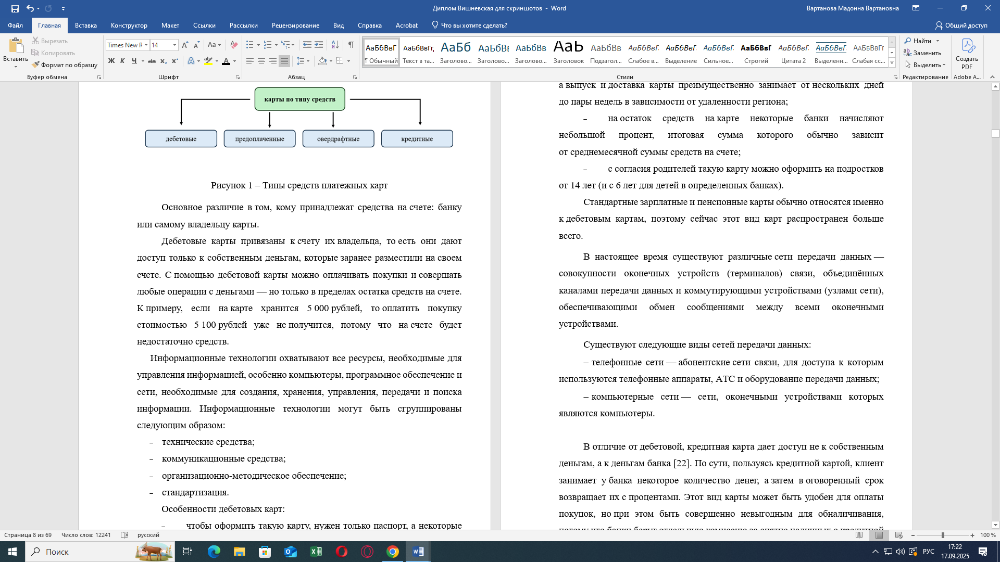 Диплом Вишневская для скриншотов - Word
Вартанова Мадонна Вартановна
Файл Главная Вставка Конструктор Макет Ссылки Рассылки Рецензирование Вид Справка Acrobat Что вы хотите сделать? Общий доступ
Вставить
Вырезать
Копировать
Формат по образцу
Буфер обмена
Times New R 14
Шрифт
Абзац
АаБбВвГ АаБбВвГг, АаБб АаБбВвГ АаБбВв АаЬ АаБбВв АаБбВвГг АаБбВвГг АаБбВвГг АаБбВвГ АаБбВвГг АаБбВвГг АаБбВвГг
¶ Обычный Текст в та... Заголово... Заголово... Заголово... Заголовок Подзагол... Слабое в... Выделение Сильное... Строгий Цитата 2 Выделенн... Слабая сс...
Стили
Найти
Заменить
Выделить
Редактирование
Создать PDF
Adobe A...
карты по типу средств
дебетовые предоплаченные овердрафтные кредитные
Рисунок 1 – Типы средств платежных карт
Основное различие в том, кому принадлежат средства на счете: банку
или самому владельцу карты.
Дебетовые карты привязаны к счету их владельца, то есть они дают
доступ только к собственным деньгам, которые заранее разместили на своем
счете. С помощью дебетовой карты можно оплачивать покупки и совершать
любые операции с деньгами — но только в пределах остатка средств на счете.
К примеру, если на карте хранится 5 000 рублей, то оплатить покупку
стоимостью 5 100 рублей уже не получится, потому что на счете будет
недостаточно средств.
Информационные технологии охватывают все ресурсы, необходимые для
управления информацией, особенно компьютеры, программное обеспечение и
сети, необходимые для создания, хранения, управления, передачи и поиска
информации. Информационные технологии могут быть сгруппированы
следующим образом:
– технические средства;
– коммуникационные средства;
– организационно-методическое обеспечение;
– стандартизация.
Особенности дебетовых карт:
– чтобы оформить такую карту, нужен только паспорт, а некоторые
а выпуск и доставка карты преимущественно занимает от нескольких дней
до пары недель в зависимости от удаленности региона;
– на остаток средств на карте некоторые банки начисляют
небольшой процент, итоговая сумма которого обычно зависит
от среднемесячной суммы средств на счете;
– с согласия родителей такую карту можно оформить на подростков
от 14 лет (и с 6 лет для детей в определенных банках).
Стандартные зарплатные и пенсионные карты обычно относятся именно
к дебетовым картам, поэтому сейчас этот вид карт распространен больше
всего.
В настоящее время существуют различные сети передачи данных —
совокупности оконечных устройств (терминалов) связи, объединённых
каналами передачи данных и коммутирующими устройствами (узлами сети),
обеспечивающими обмен сообщениями между всеми оконечными
устройствами.
Существуют следующие виды сетей передачи данных:
– телефонные сети — абонентские сети связи, для доступа к которым
используются телефонные аппараты, АТС и оборудование передачи данных;
– компьютерные сети — сети, оконечными устройствами которых
являются компьютеры.
В отличие от дебетовой, кредитная карта дает доступ не к собственным
деньгам, а к деньгам банка [22]. По сути, пользуясь кредитной картой, клиент
занимает у банка некоторое количество денег, а затем в оговоренный срок
возвращает их с процентами. Этот вид карты может быть удобен для оплаты
покупок, но при этом быть совершенно невыгодным для обналичивания,
потому что банки берут отдельную комиссию за снятие наличных с кредитной
Страница 8 из 69 Число слов: 12241 русский 100 %
Поиск
РУС
17:22
17.09.2025